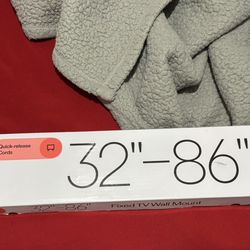 Quick-release
Cords
32"–86"
32"–86" Fixed TV Wall Mount